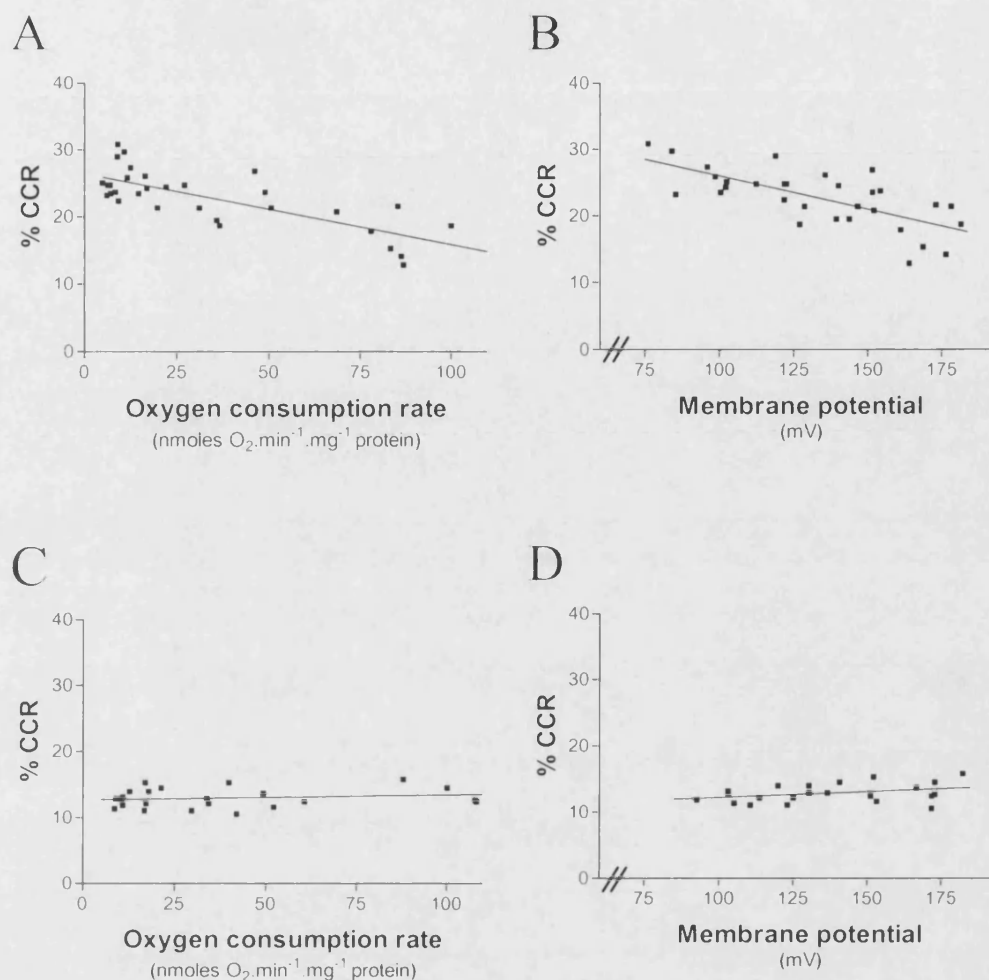 A
B
40
30
20
10
0
% CCR
0
25
50
75
100
Oxygen consumption rate
(nmoles O₂.min⁻¹.mg⁻¹ protein)
40
30
20
10
0
% CCR
75
100
125
150
175
Membrane potential
(mV)
C
D
40
30
20
10
0
% CCR
0
25
50
75
100
Oxygen consumption rate
(nmoles O₂.min⁻¹.mg⁻¹ protein)
40
30
20
10
0
% CCR
75
100
125
150
175
Membrane potential
(mV)